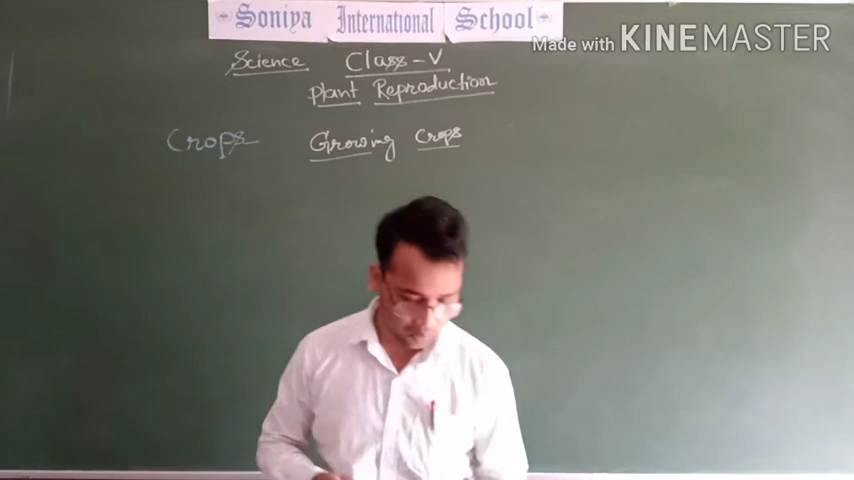 Soniya International School
Made with KINEMASTER
Science Class-V
Plant Reproduction
Crops Growing Crops